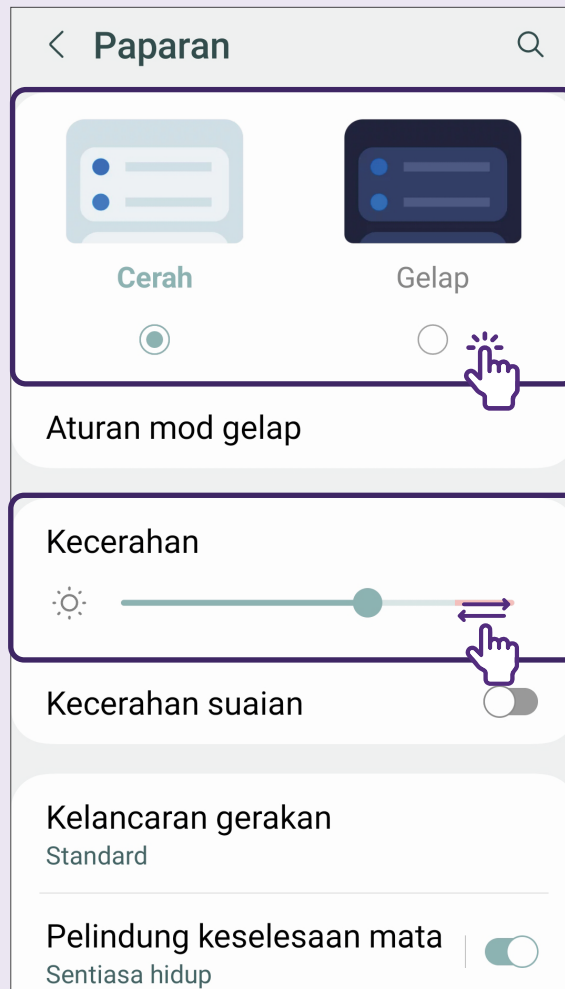 Paparan
Cerah
Gelap
Aturan mod gelap
Kecerahan
Kecerahan suaian
Kelancaran gerakan
Standard
Pelindung keselesaan mata
Sentiasa hidup